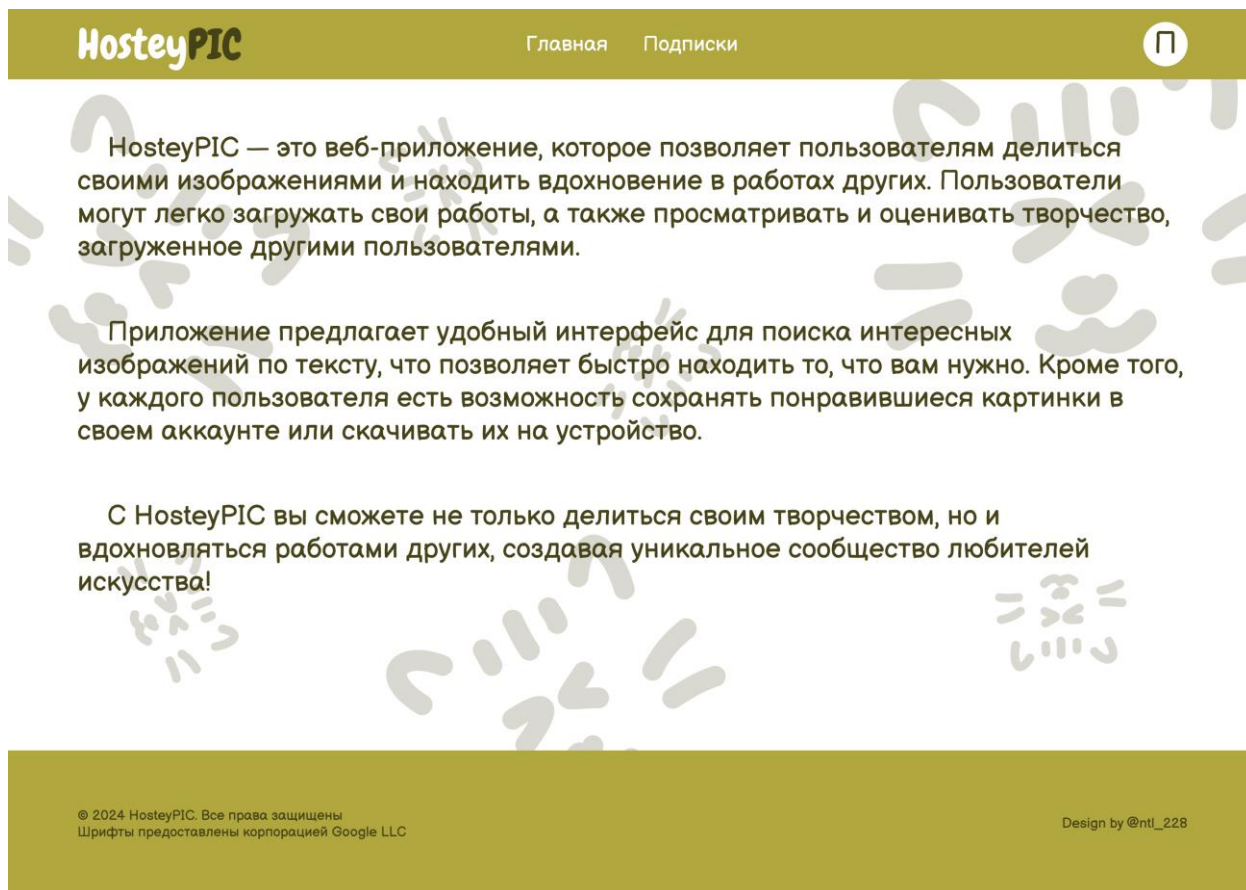 HosteyPIC
Главная Подписки
П
HosteyPIC — это веб-приложение, которое позволяет пользователям делиться
своими изображениями и находить вдохновение в работах других. Пользователи
могут легко загружать свои работы, а также просматривать и оценивать творчество,
загруженное другими пользователями.
Приложение предлагает удобный интерфейс для поиска интересных
изображений по тексту, что позволяет быстро находить то, что вам нужно. Кроме того,
у каждого пользователя есть возможность сохранять понравившиеся картинки в
своем аккаунте или скачивать их на устройство.
С HosteyPIC вы сможете не только делиться своим творчеством, но и
вдохновляться работами других, создавая уникальное сообщество любителей
искусства!
© 2024 HosteyPIC. Все права защищены
Шрифты предоставлены корпорацией Google LLC
Design by @ntl_228